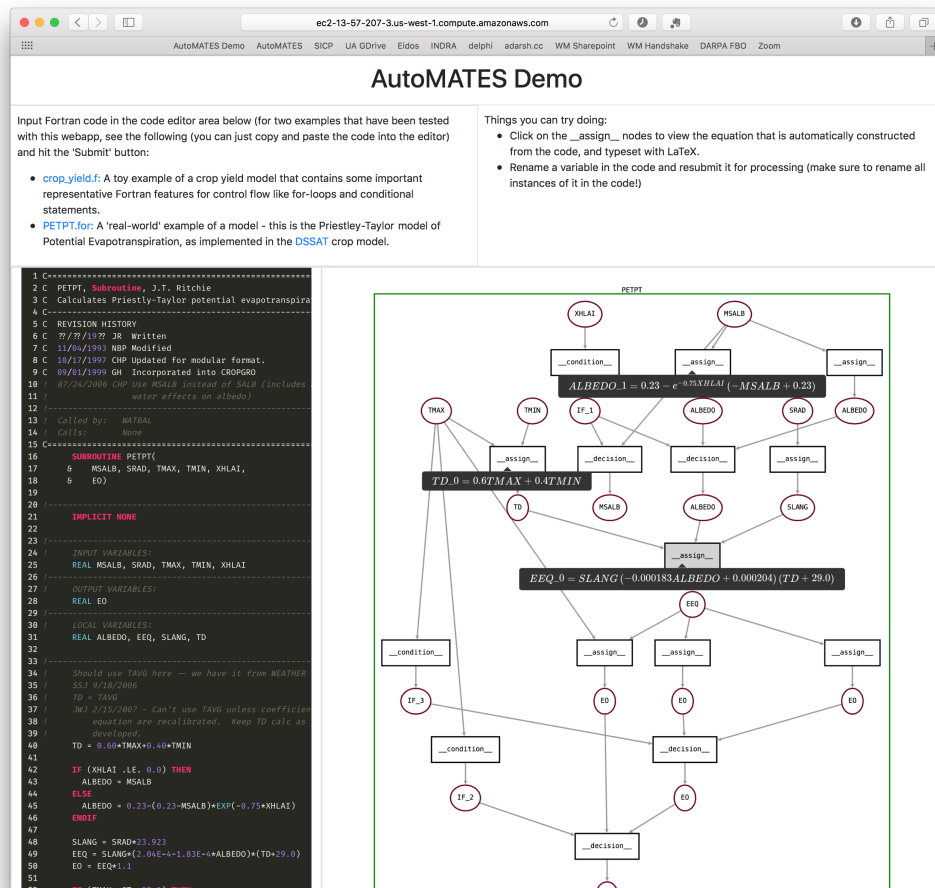 ec2-13-57-207-3.us-west-1.compute.amazonaws.com
AutoMATES Demo AutoMATES SICP UA GDrive Eidos INDRA delphi adarsh.cc WM Sharepoint WM Handshake DARPA FBO Zoom
AutoMATES Demo
Input Fortran code in the code editor area below (for two examples that have been tested
with this webapp, see the following (you can just copy and paste the code into the editor)
and hit the 'Submit' button:
• crop_yield.f: A toy example of a crop yield model that contains some important
representative Fortran features for control flow like for-loops and conditional
statements.
• PETPT.for: A 'real-world' example of a model - this is the Priestley-Taylor model of
Potential Evapotranspiration, as implemented in the DSSAT crop model.
Things you can try doing:
• Click on the __assign__ nodes to view the equation that is automatically constructed
from the code, and typeset with LaTeX.
• Rename a variable in the code and resubmit it for processing (make sure to rename all
instances of it in the code!)
1 C=====================================================
2 C PETPT, Subroutine, J.T. Ritchie
3 C Calculates Priestly-Taylor potential evapotranspira
4 C-----------------------------------------------------
5 C REVISION HISTORY
6 C ??/??/19?? JR Written
7 C 11/04/1993 NBP Modified
8 C 10/17/1997 CHP Updated for modular format.
9 C 09/01/1999 GH Incorporated into CROPGRO
10 ! 07/24/2006 CHP Use MSALB instead of SALB (includes
11 ! water effects on albedo)
12 !-----------------------------------------------------
13 ! Called by: WATBAL
14 ! Calls: None
15 C=====================================================
16 SUBROUTINE PETPT(
17 & MSALB, SRAD, TMAX, TMIN, XHLAI,
18 & EO)
19
20 !-----------------------------------------------------
21 IMPLICIT NONE
22
23 !-----------------------------------------------------
24 ! INPUT VARIABLES:
25 REAL MSALB, SRAD, TMAX, TMIN, XHLAI
26 !-----------------------------------------------------
27 ! OUTPUT VARIABLES:
28 REAL EO
29 !-----------------------------------------------------
30 ! LOCAL VARIABLES:
31 REAL ALBEDO, EEQ, SLANG, TD
32
33 !-----------------------------------------------------
34 ! Should use TAVG here -- we have it from WEATHER
35 ! SSJ 9/18/2006
36 ! TD = TAVG
37 ! JWJ 2/15/2007 - Can't use TAVG unless coefficien
38 ! equation are recalibrated. Keep TD calc as
39 ! developed.
40 TD = 0.60*TMAX+0.40*TMIN
41
42 IF (XHLAI .LE. 0.0) THEN
43 ALBEDO = MSALB
44 ELSE
45 ALBEDO = 0.23-(0.23-MSALB)*EXP(-0.75*XHLAI)
46 ENDIF
47
48 SLANG = SRAD*23.923
49 EEQ = SLANG*(2.04E-4-1.83E-4*ALBEDO)*(TD+29.0)
50 EO = EEQ*1.1
51
PETPT
XHLAI MSALB
__condition__ __assign__ __assign__
ALBEDO_1 = 0.23 − e^−0.75XHLAI (−MSALB + 0.23)
TMAX TMIN IF_1 ALBEDO SRAD ALBEDO
__assign__ __decision__ __decision__ __assign__
TD_0 = 0.6TMAX + 0.4TMIN
TD MSALB ALBEDO SLANG
__assign__
EEQ_0 = SLANG (−0.000183ALBEDO + 0.000204) (TD + 29.0)
EEQ
__condition__ __assign__ __assign__ __assign__
IF_3 EO EO EO
__condition__ __decision__
IF_2 EO
__decision__